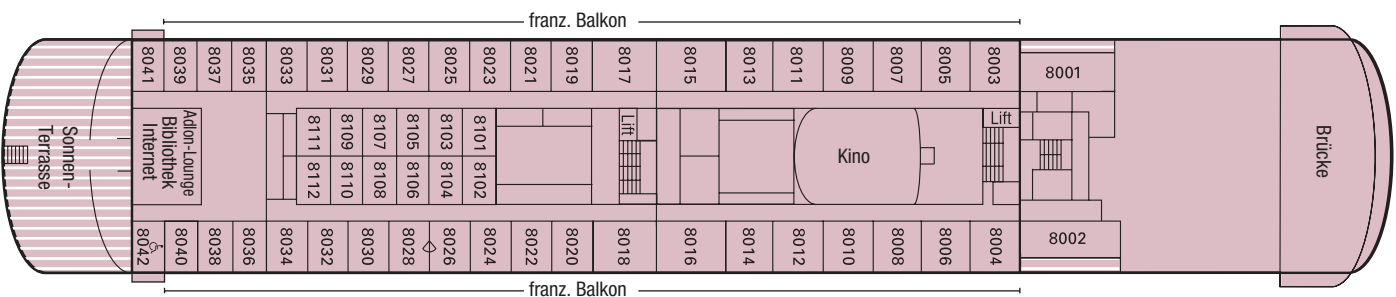 franz. Balkon
8041 8039 8037 8035 8033 8031 8029 8027 8025 8023 8021 8019 8017 8015 8013 8011 8009 8007 8005 8003
8001
Sonnen-
Terrasse
Adlon-Lounge
Bibliothek
Internet
8111 8109 8107 8105 8103 8101
8112 8110 8108 8106 8104 8102
Lift
Kino
Lift
Brücke
8042 8040 8038 8036 8034 8032 8030 8028 8026 8024 8022 8020 8018 8016 8014 8012 8010 8008 8006 8004
8002
franz. Balkon